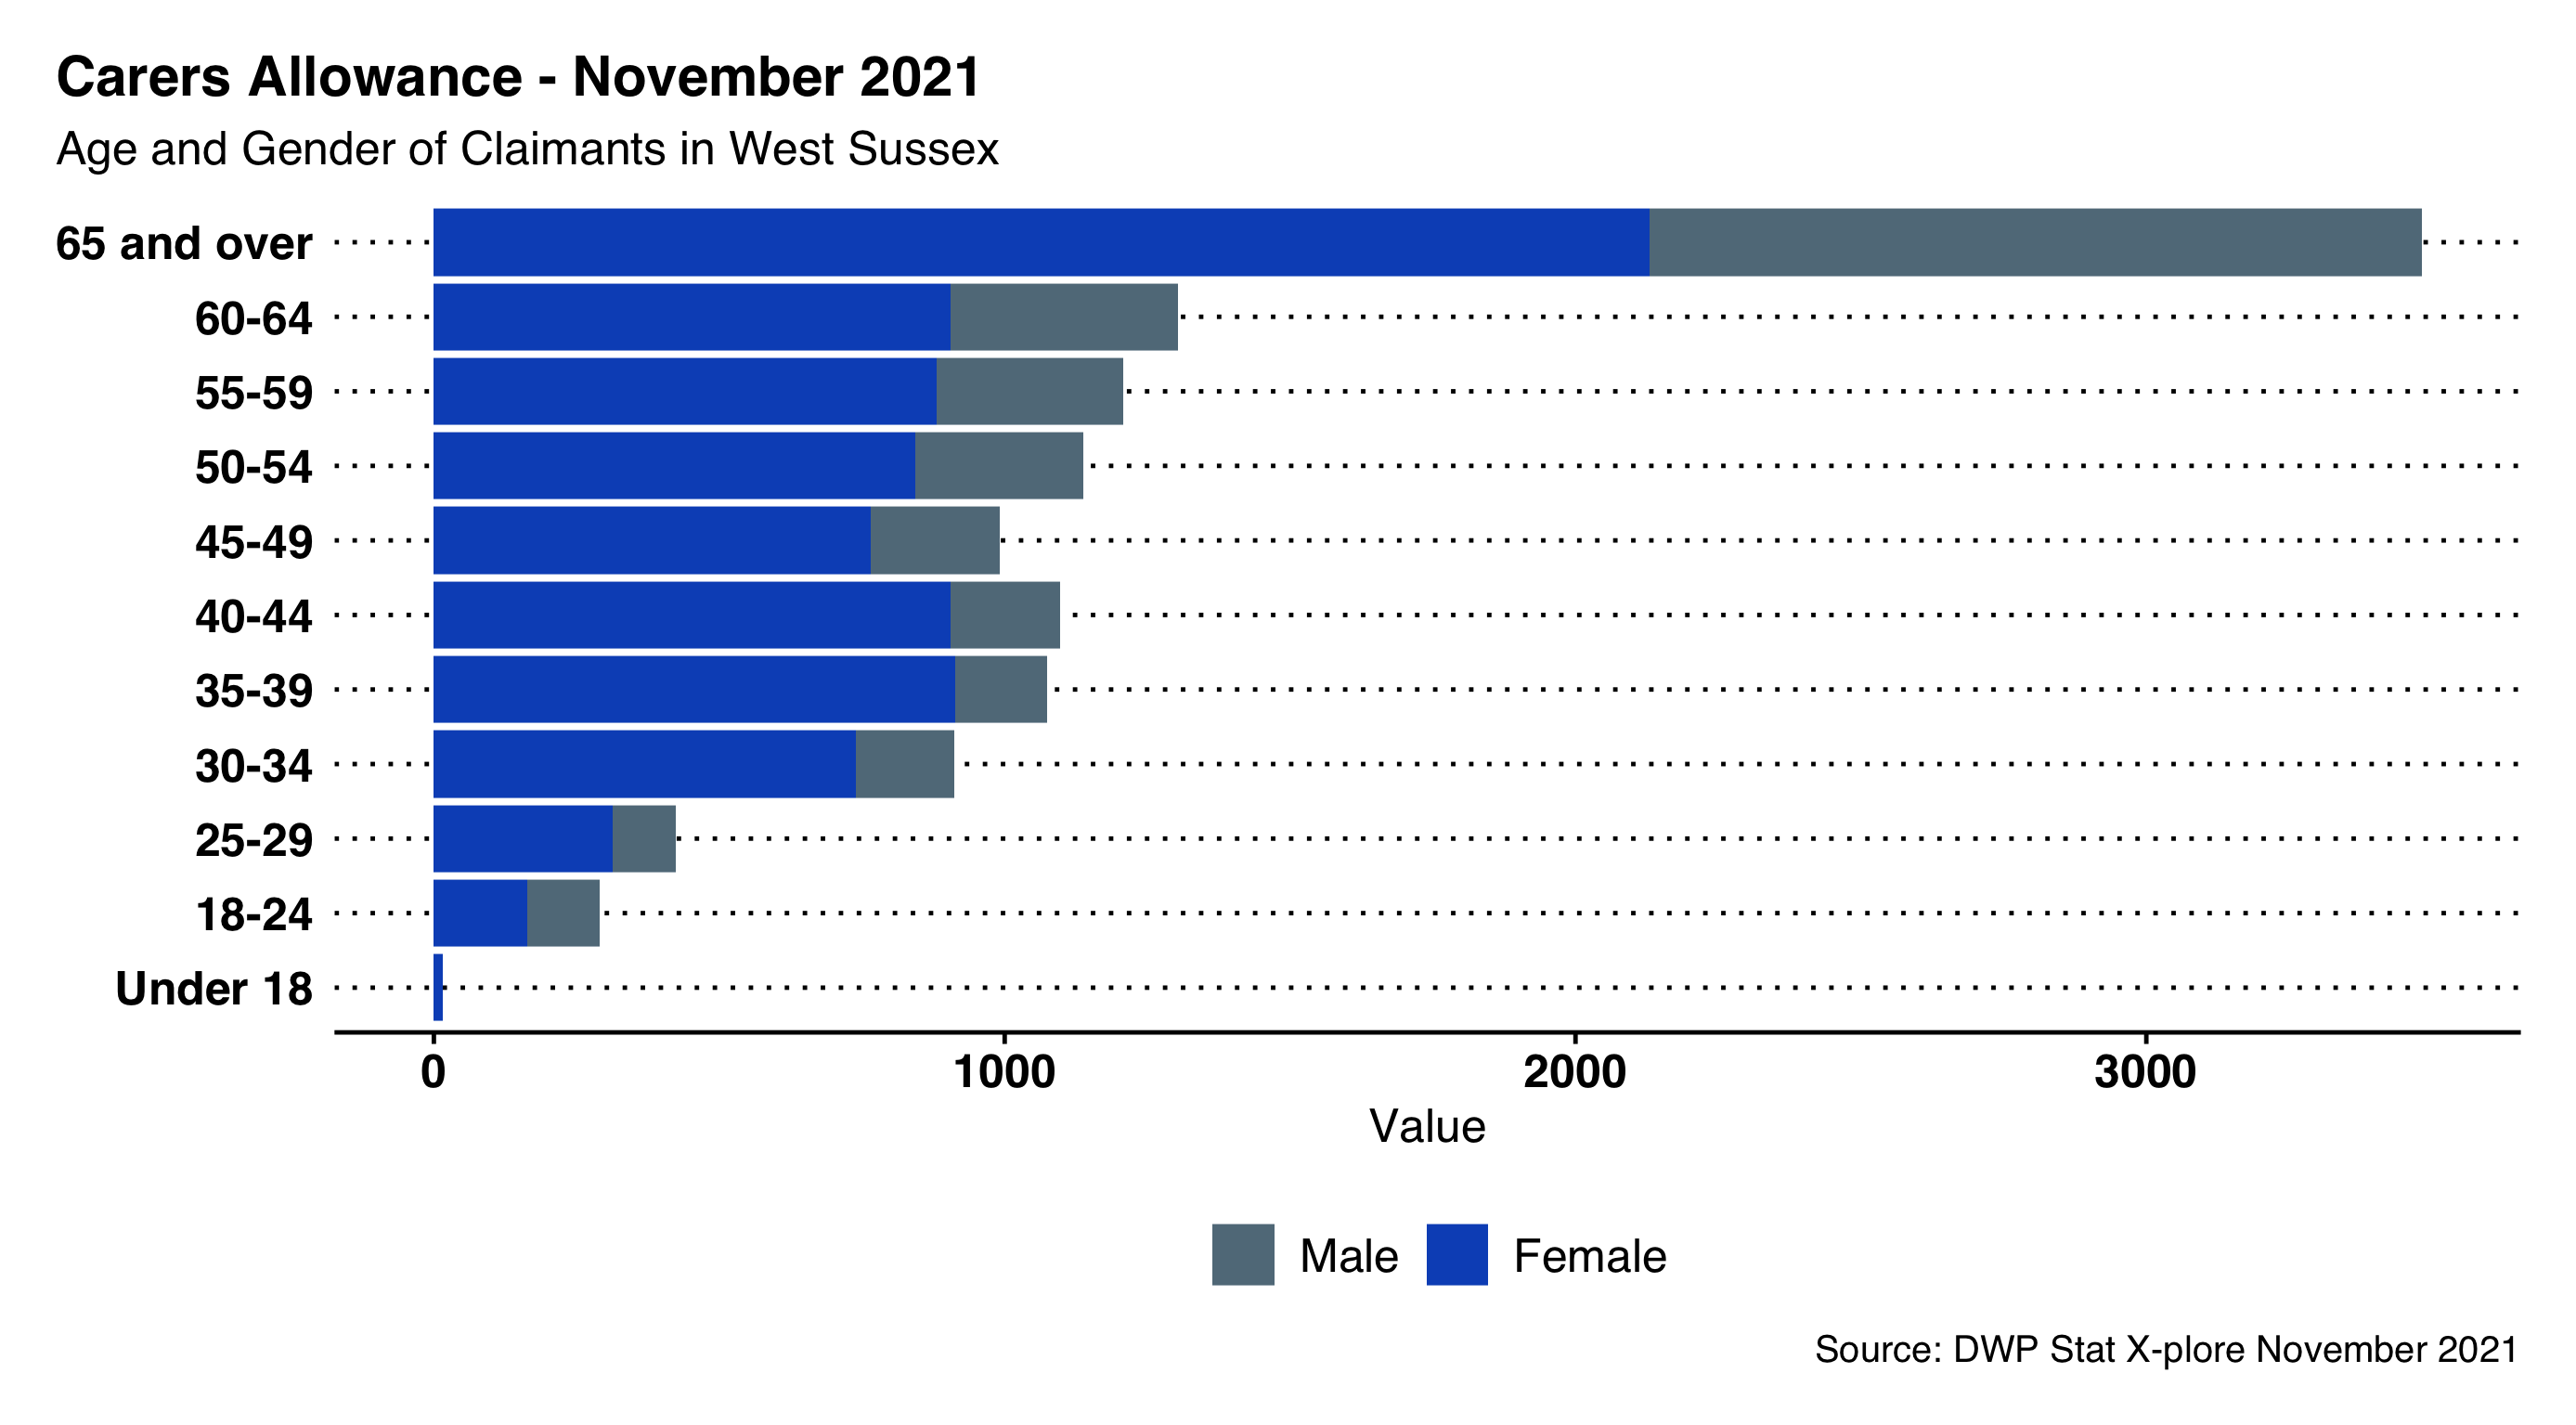 Carers Allowance - November 2021
Age and Gender of Claimants in West Sussex
65 and over
60-64
55-59
50-54
45-49
40-44
35-39
30-34
25-29
18-24
Under 18
0 1000 2000 3000
Value
Male Female
Source: DWP Stat X-plore November 2021